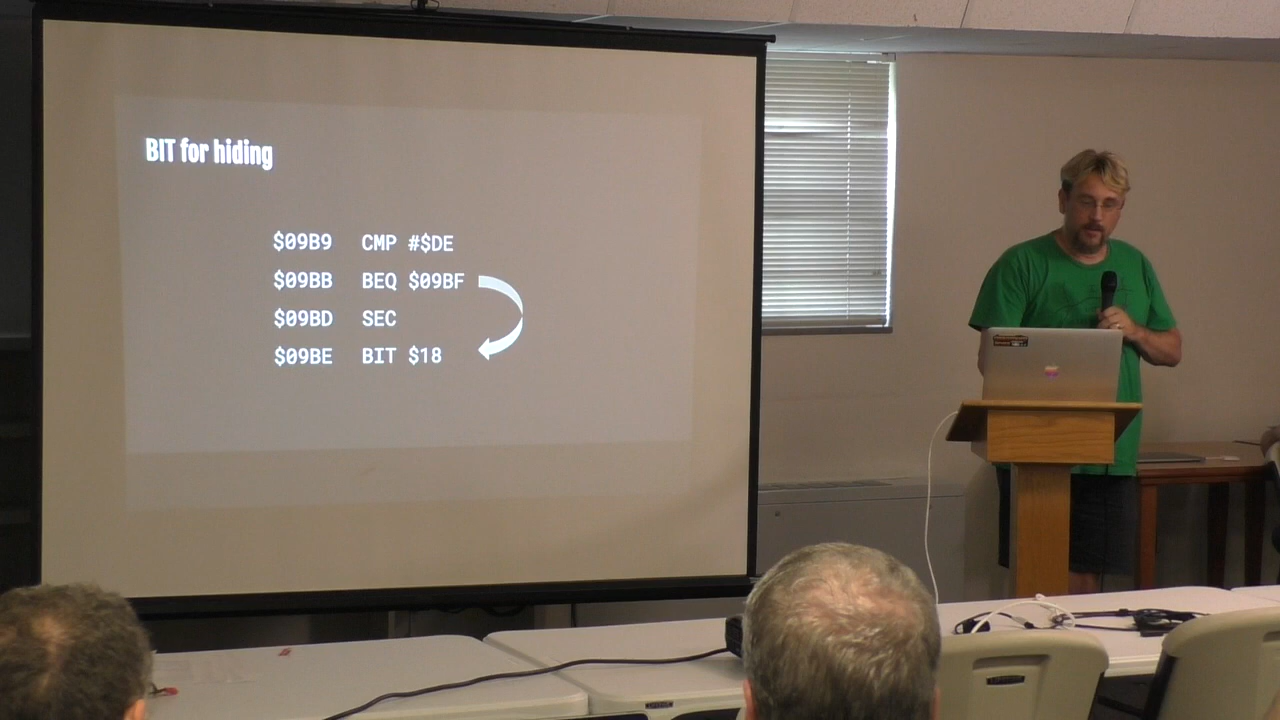 BIT for hiding
$09B9 CMP #$DE
$09BB BEQ $09BF
$09BD SEC
$09BE BIT $18